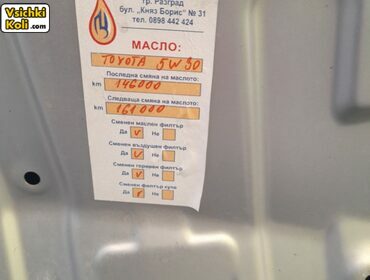 Vsichki
Koli.com
гр. Разград
бул. „Княз Борис" № 31
тел. 0898 442 424
МАСЛО:
TOYOTA 5W30
Последна смяна на маслото:
km 146000
Следваща смяна на маслото:
km 161000
Сменен маслен филтър
Да V Не
Сменен въздушен филтър
Да V Не
Сменен горивен филтър
Да V Не
Сменен филтър купе
Да V Не